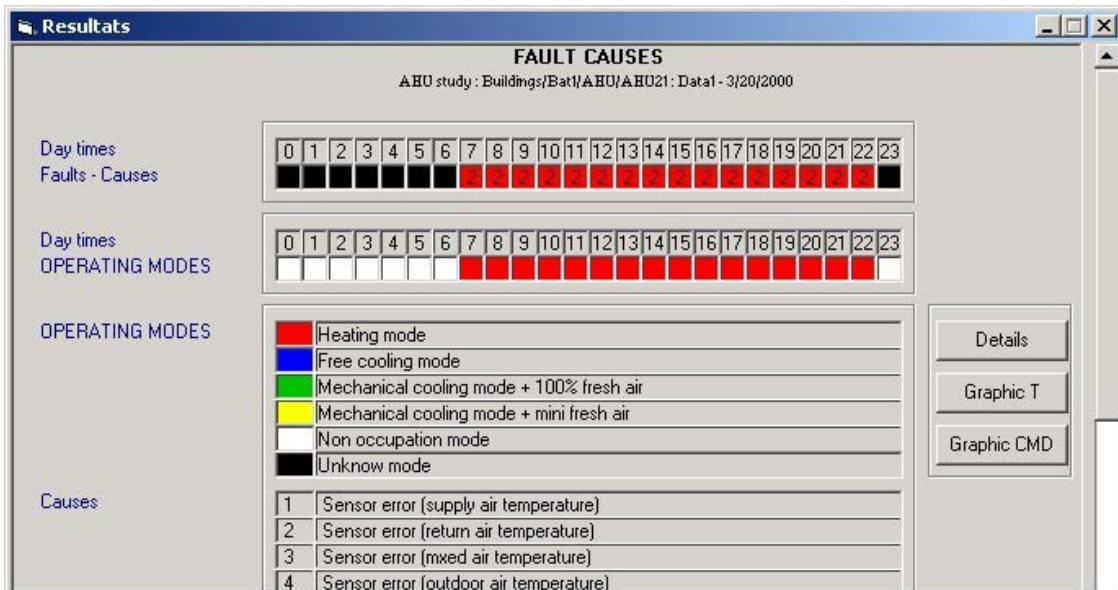 Resultats
FAULT CAUSES
AHU study : Buildings/Bat1/AHU/AHU21 : Data1 - 3/20/2000
Day times 0 1 2 3 4 5 6 7 8 9 10 11 12 13 14 15 16 17 18 19 20 21 22 23
Faults - Causes 2 2 2 2 2 2 2 2 2 2 2 2 2 2 2 2
Day times 0 1 2 3 4 5 6 7 8 9 10 11 12 13 14 15 16 17 18 19 20 21 22 23
OPERATING MODES
OPERATING MODES
Heating mode
Free cooling mode
Mechanical cooling mode + 100% fresh air
Mechanical cooling mode + mini fresh air
Non occupation mode
Unknow mode
Details
Graphic T
Graphic CMD
Causes
1 Sensor error (supply air temperature)
2 Sensor error (return air temperature)
3 Sensor error (mxed air temperature)
4 Sensor error (outdoor air temperature)